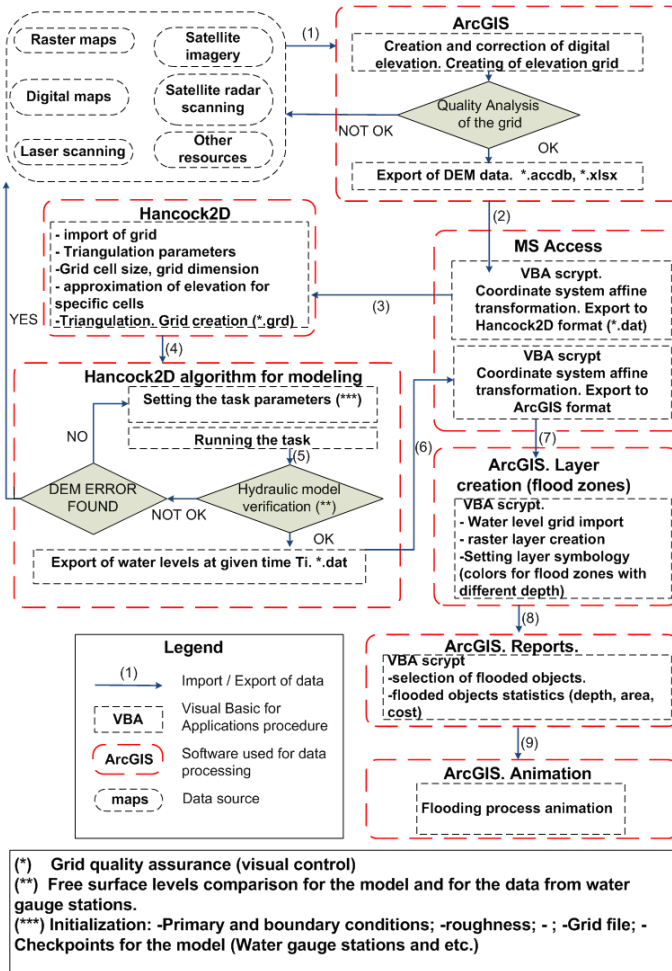 Raster maps
Satellite
imagery
Digital maps
Satellite radar
scanning
Laser scanning
Other
resources
(1)
ArcGIS
Creation and correction of digital
elevation. Creating of elevation grid
Quality Analysis
of the grid
NOT OK
OK
Export of DEM data. *.accdb, *.xlsx
(2)
Hancock2D
- import of grid
- Triangulation parameters
-Grid cell size, grid dimension
- approximation of elevation for
specific cells
-Triangulation. Grid creation (*.grd)
(3)
MS Access
VBA scrypt.
Coordinate system affine
transformation. Export to
Hancock2D format (*.dat)
VBA scrypt
Coordinate system affine
transformation. Export to
ArcGIS format
YES
(4)
Hancock2D algorithm for modeling
Setting the task parameters (***)
Running the task
NO
(5)
(6)
DEM ERROR
FOUND
NOT OK
Hydraulic model
verification (**)
OK
Export of water levels at given time Ti. *.dat
(7)
ArcGIS. Layer
creation (flood zones)
VBA scrypt.
- Water level grid import
- raster layer creation
-Setting layer symbology
(colors for flood zones with
different depth)
(8)
ArcGIS. Reports.
VBA scrypt
-selection of flooded objects.
-flooded objects statistics (depth, area,
cost)
(9)
ArcGIS. Animation
Flooding process animation
Legend
(1)
Import / Export of data
VBA
Visual Basic for
Applications procedure
ArcGIS
Software used for data
processing
maps
Data source
(*) Grid quality assurance (visual control)
(**) Free surface levels comparison for the model and for the data from water
gauge stations.
(***) Initialization: -Primary and boundary conditions; -roughness; - ; -Grid file; -
Checkpoints for the model (Water gauge stations and etc.)